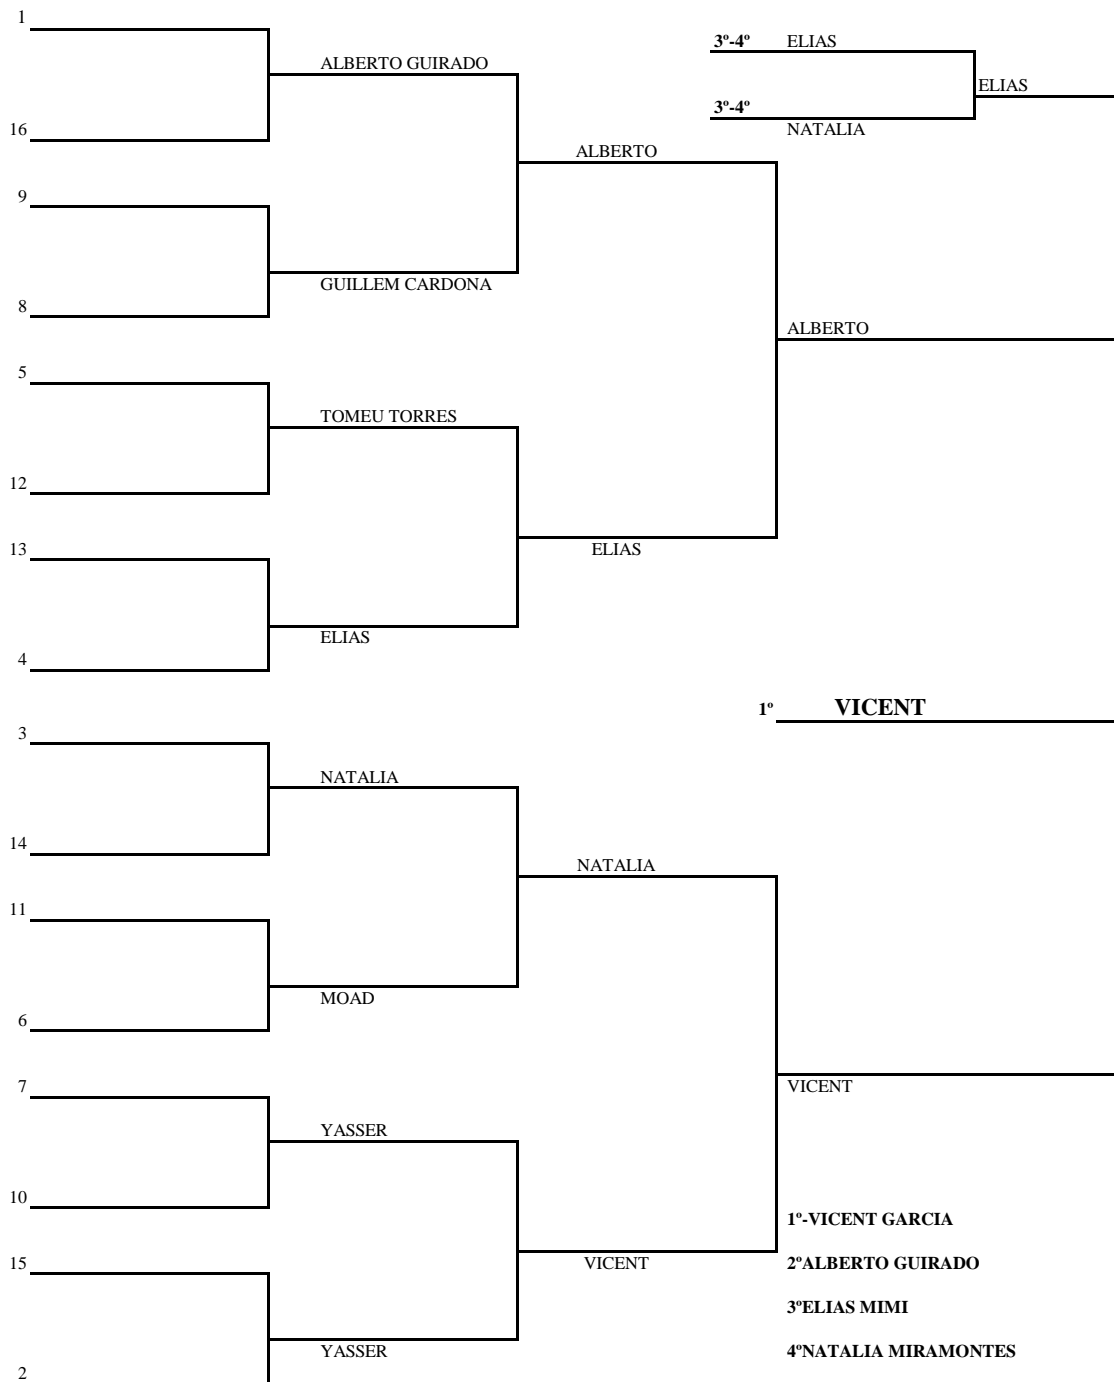 1
3º-4º ELIAS
ALBERTO GUIRADO
ELIAS
3º-4º
16
NATALIA
ALBERTO
9
GUILLEM CARDONA
8
ALBERTO
5
TOMEU TORRES
12
13
ELIAS
ELIAS
4
1º VICENT
3
NATALIA
14
NATALIA
11
MOAD
6
7
VICENT
YASSER
10
1º-VICENT GARCIA
15
VICENT
2ºALBERTO GUIRADO
3ºELIAS MIMI
YASSER
4ºNATALIA MIRAMONTES
2